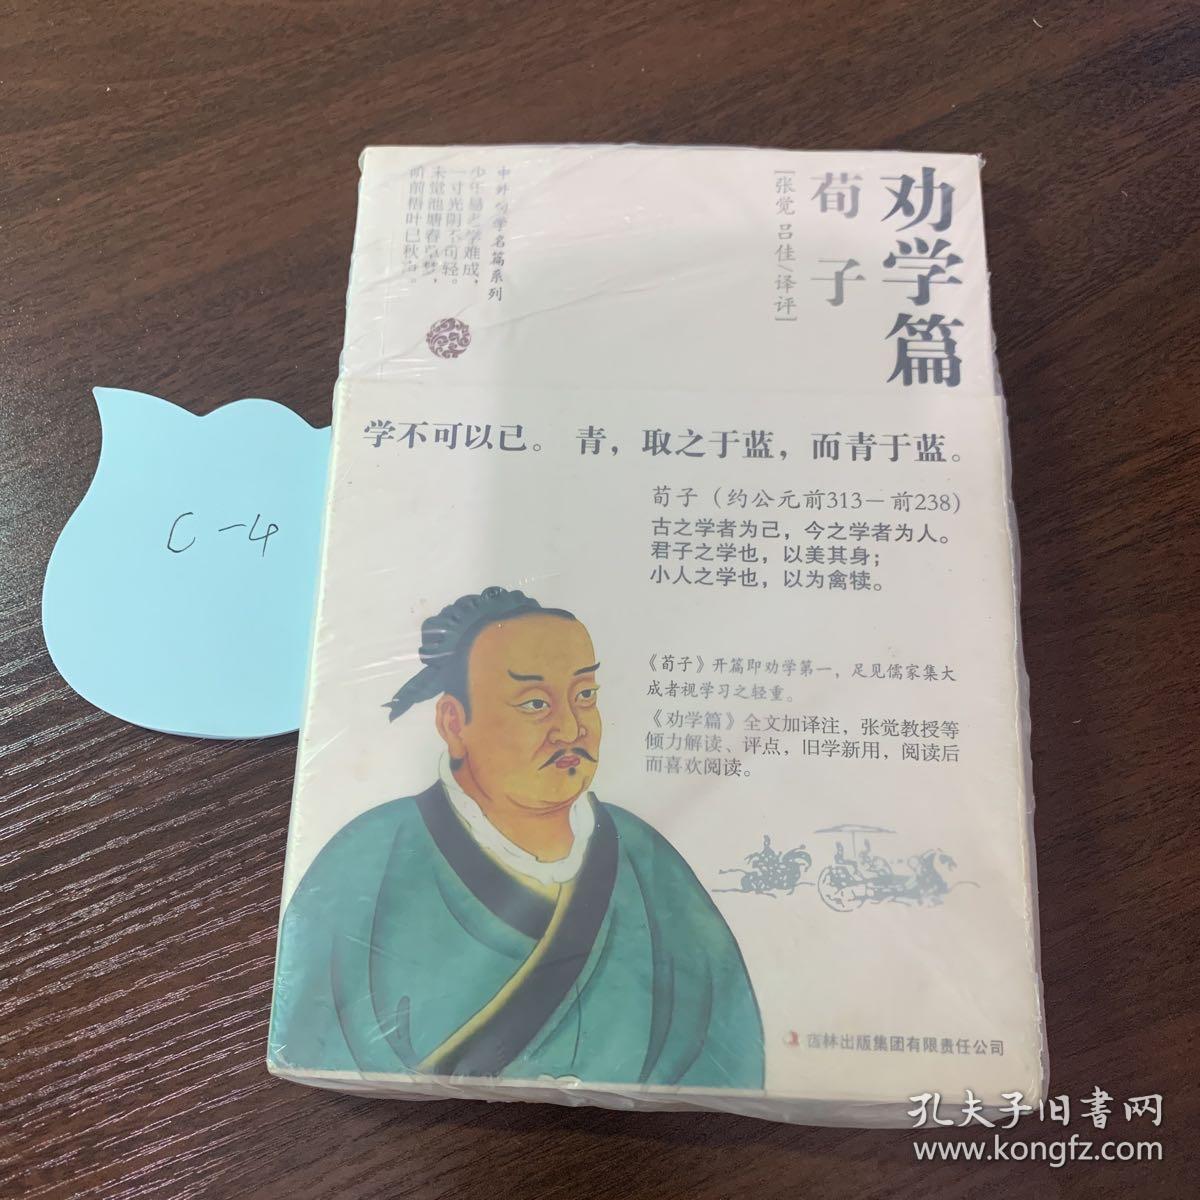 劝学篇
荀子
[张觉 吕佳/译评]
中外劝学名篇系列
少年易老学难成，
一寸光阴不可轻。
未觉池塘春草梦，
阶前梧叶已秋声。
学不可以已。 青，取之于蓝，而青于蓝。
荀子（约公元前313－前238）
古之学者为己，今之学者为人。
君子之学也，以美其身；
小人之学也，以为禽犊。
《荀子》开篇即劝学第一，足见儒家集大
成者视学习之轻重。
《劝学篇》全文加译注，张觉教授等
倾力解读、评点，旧学新用，阅读后
而喜欢阅读。
吉林出版集团有限责任公司
C-4
孔夫子旧書网
www.kongfz.com